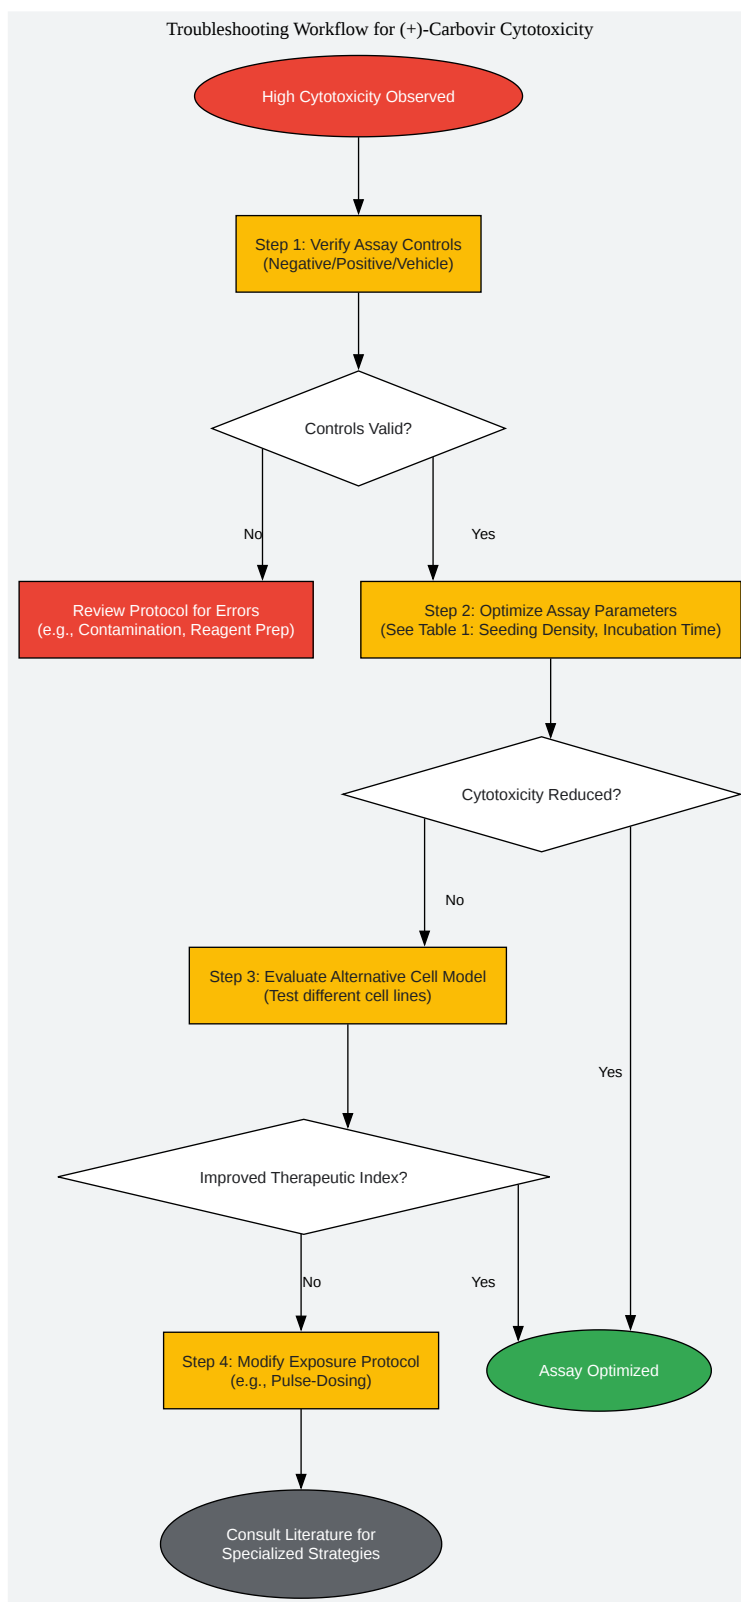 Troubleshooting Workflow for (+)-Carbovir Cytotoxicity
High Cytotoxicity Observed
Step 1: Verify Assay Controls
(Negative/Positive/Vehicle)
Controls Valid?
No
Yes
Review Protocol for Errors
(e.g., Contamination, Reagent Prep)
Step 2: Optimize Assay Parameters
(See Table 1: Seeding Density, Incubation Time)
Cytotoxicity Reduced?
No
Step 3: Evaluate Alternative Cell Model
(Test different cell lines)
Yes
Improved Therapeutic Index?
No
Yes
Step 4: Modify Exposure Protocol
(e.g., Pulse-Dosing)
Assay Optimized
Consult Literature for
Specialized Strategies